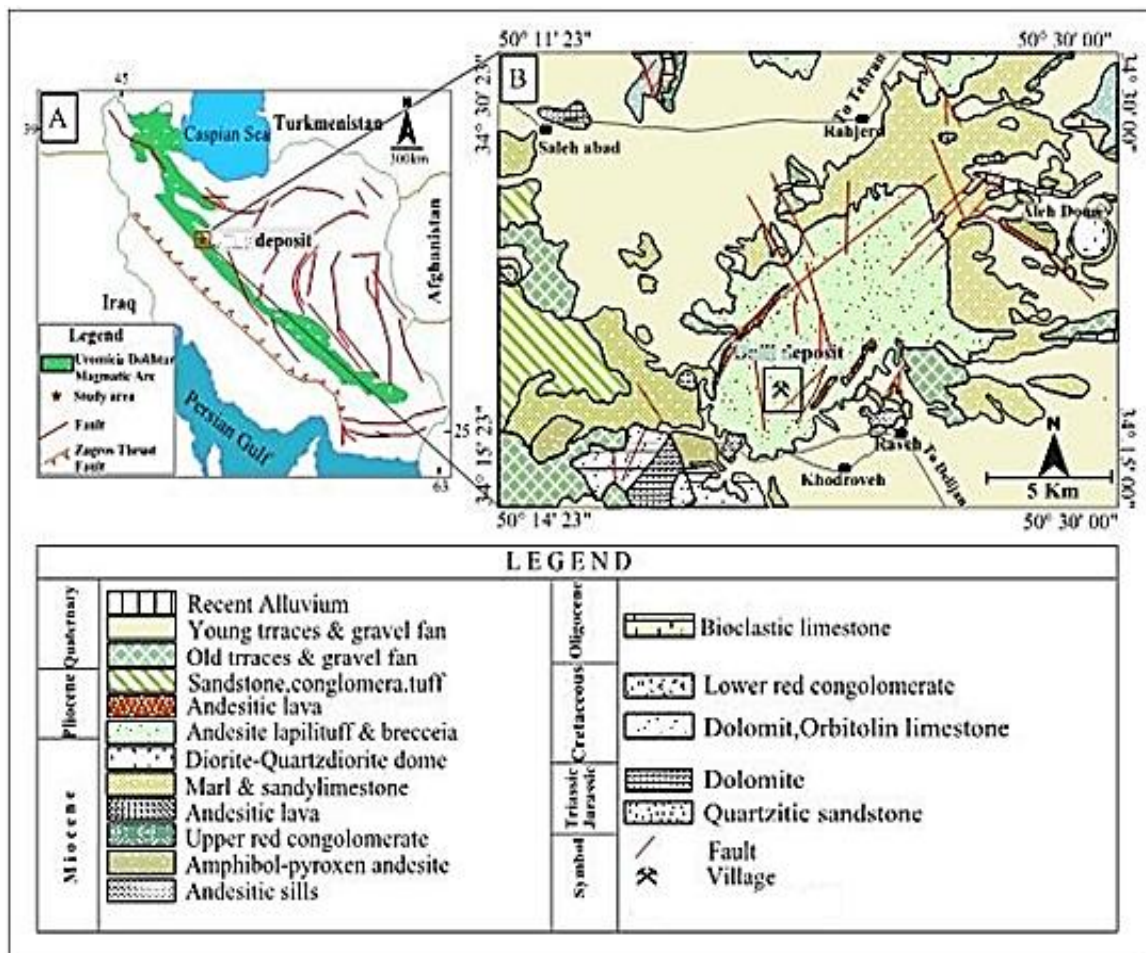 50° 11' 23"
50° 30' 00"
34° 30' 23"
34° 30' 00"
A
45
39
N
300km
Caspian Sea
Turkmenistan
deposit
Afghanistan
Iraq
Persian Gulf
Legend
Magmatic Arc
Study area
Fault
Zagros
Fault
25
63
B
To Tehran
Rahjerd
Saleh abad
deposit
Raveh
To Delijan
Khodroveh
N
5 Km
34° 15' 23"
34° 15' 00"
50° 14' 23"
50° 30' 00"
LEGEND
Quaternary
Recent Alluvium
Young trraces & gravel fan
Old trraces & gravel fan
Pliocene
Sandstone.conglomera.tuff
Andesitic lava
Andesite lapilituff & brecceia
Miocene
Diorite-Quartzdiorite dome
Marl & sandylimestone
Andesitic lava
Upper red congolomerate
Amphibol-pyroxen andesite
Andesitic sills
Oligocene
Bioclastic limestone
Cretaceous
Lower red congolomerate
Dolomit,Orbitolin limestone
Triassic
Jurassic
Dolomite
Quartzitic sandstone
Symbol
Fault
Village